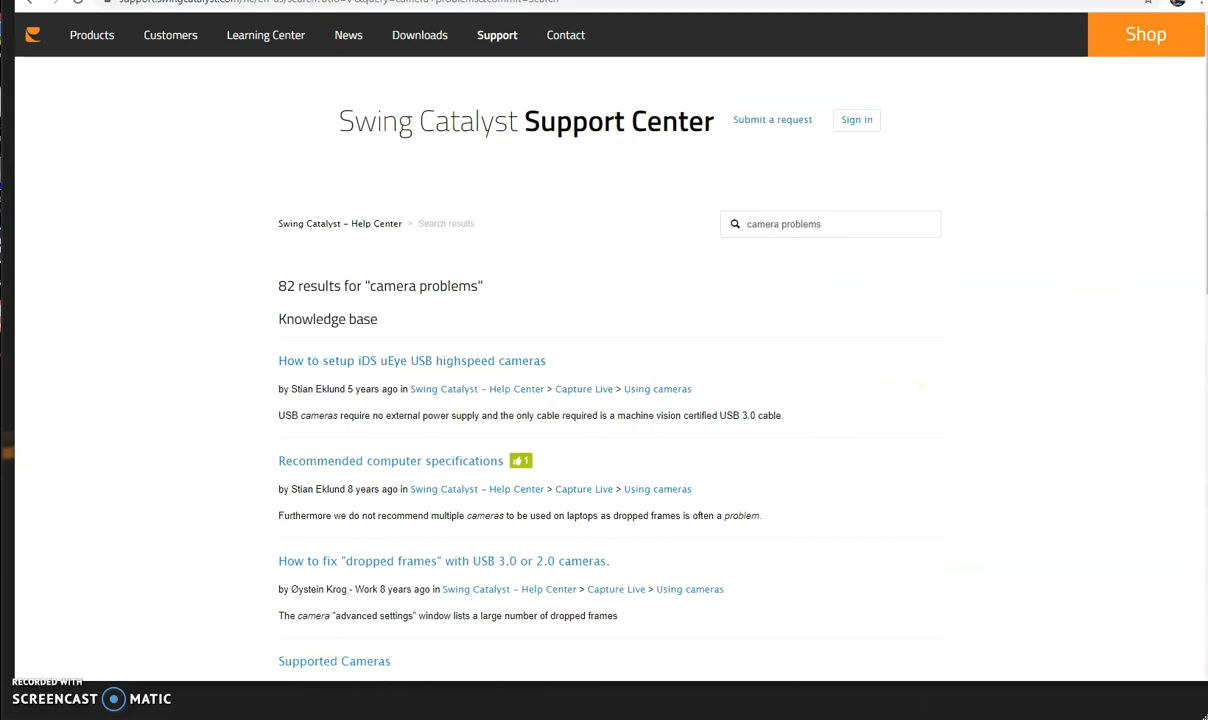 Products Customers Learning Center News Downloads Support Contact Shop
Swing Catalyst Support Center Submit a request Sign in
Swing Catalyst – Help Center > Search results camera problems
82 results for "camera problems"
Knowledge base
How to setup iDS uEye USB highspeed cameras
by Stian Eklund 5 years ago in Swing Catalyst – Help Center > Capture Live > Using cameras
USB cameras require no external power supply and the only cable required is a machine vision certified USB 3.0 cable.
Recommended computer specifications 1
by Stian Eklund 8 years ago in Swing Catalyst – Help Center > Capture Live > Using cameras
Furthermore we do not recommend multiple cameras to be used on laptops as dropped frames is often a problem.
How to fix "dropped frames" with USB 3.0 or 2.0 cameras.
by Øystein Krog - Work 8 years ago in Swing Catalyst – Help Center > Capture Live > Using cameras
The camera "advanced settings" window lists a large number of dropped frames
Supported Cameras
RECORDED WITH
SCREENCAST MATIC